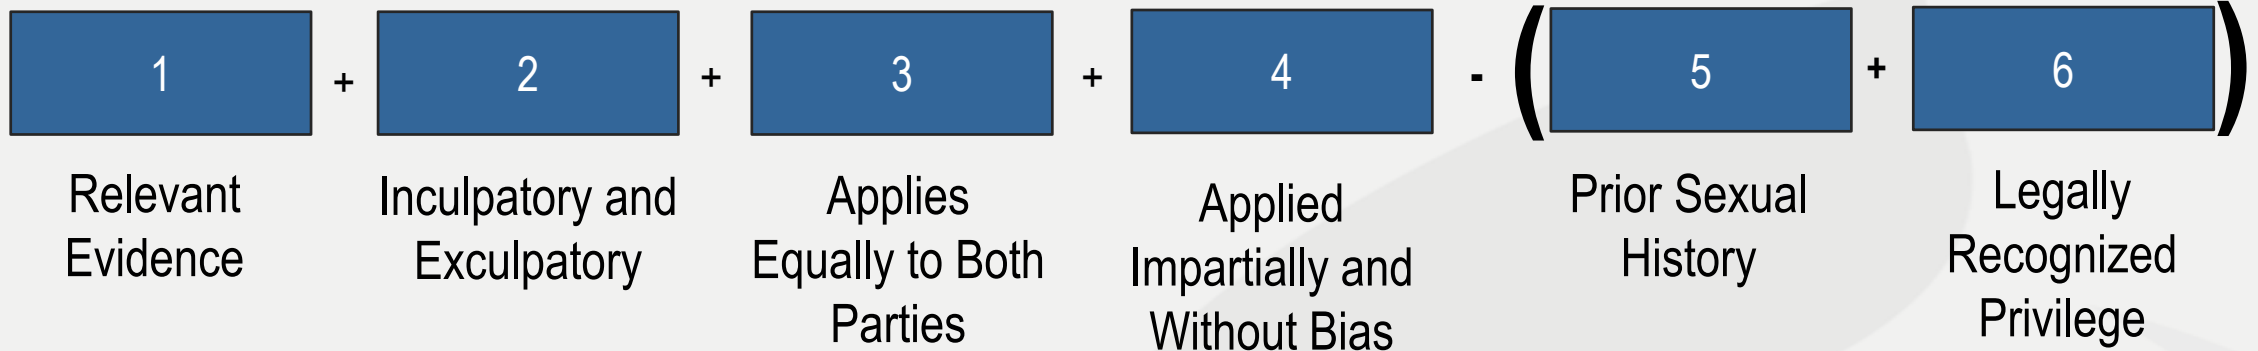 1 + 2 + 3 + 4 - ( 5 + 6 )
Relevant
Evidence
Inculpatory and
Exculpatory
Applies
Equally to Both
Parties
Applied
Impartially and
Without Bias
Prior Sexual
History
Legally
Recognized
Privilege